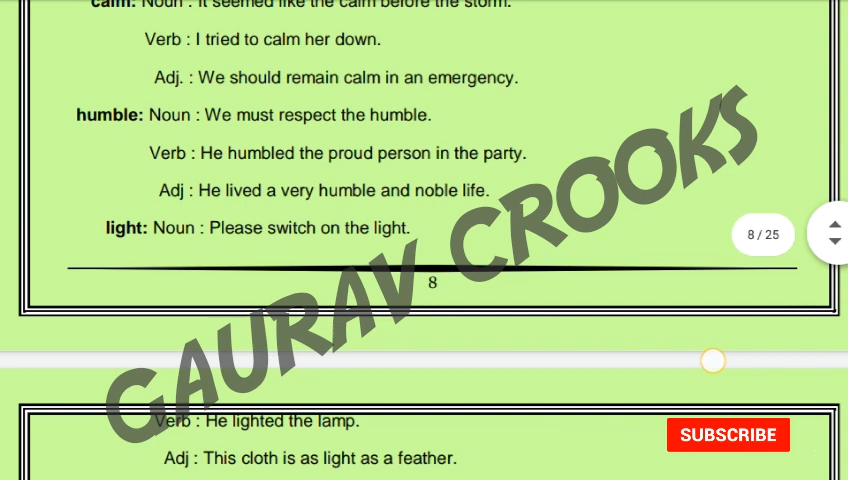 calm: Noun : It seemed like the calm before the storm.
Verb : I tried to calm her down.
Adj. : We should remain calm in an emergency.
humble: Noun : We must respect the humble.
Verb : He humbled the proud person in the party.
Adj : He lived a very humble and noble life.
light: Noun : Please switch on the light.
8 / 25
8
GAURAV CROOKS
Verb : He lighted the lamp.
SUBSCRIBE
Adj : This cloth is as light as a feather.